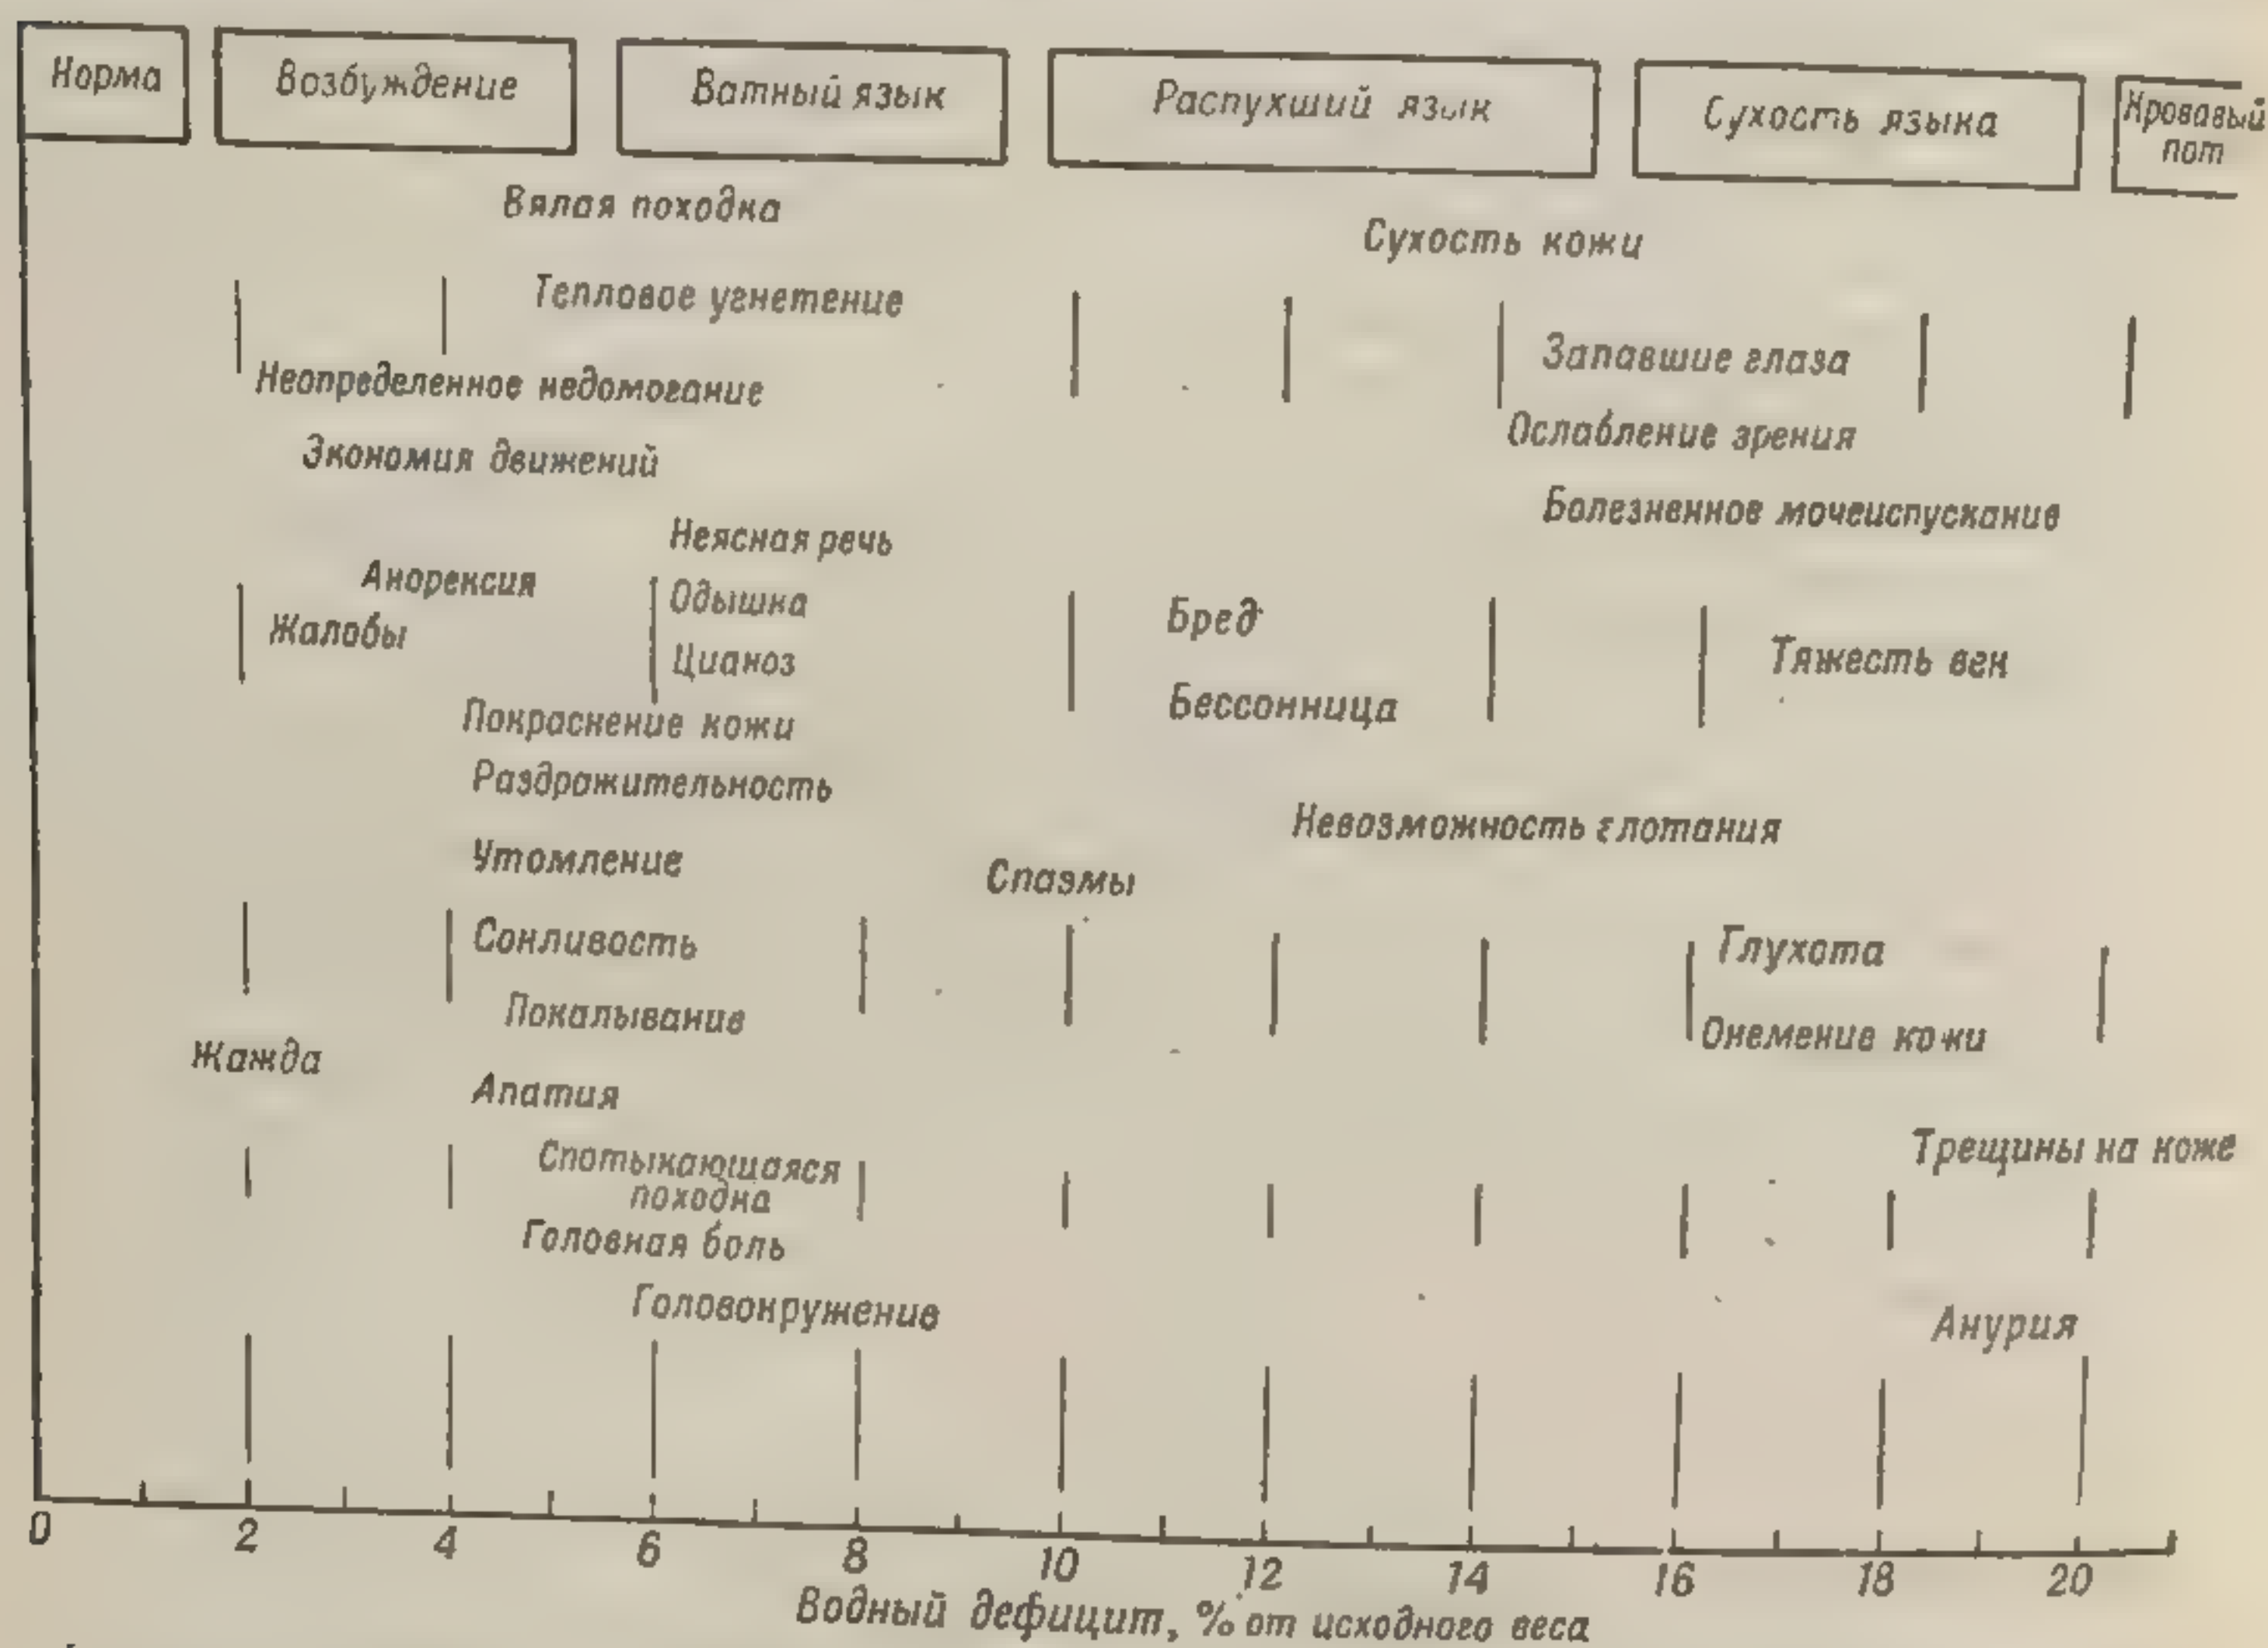 Норма
Возбуждение
Ватный язык
Распухший язык
Сухость языка
Кровавый
пот
Вялая походка
Сухость кожи
Тепловое угнетение
Запавшие глаза
Неопределенное недомогание
Ослабление зрения
Экономия движений
Болезненное мочеиспускание
Неясная речь
Анорексия
Одышка
Бред
Жалобы
Цианоз
Тяжесть вен
Бессонница
Покраснение кожи
Раздражительность
Невозможность глотания
Утомление
Спазмы
Сонливость
Глухота
Покалывание
Онемение кожи
Жажда
Апатия
Трещины на коже
Спотыкающаяся
походка
Головная боль
Головокружение
Анурия
0 2 4 6 8 10 12 14 16 18 20
Водный дефицит, % от исходного веса